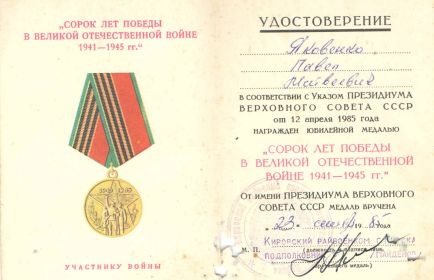 „СОРОК ЛЕТ ПОБЕДЫ
В ВЕЛИКОЙ ОТЕЧЕСТВЕННОЙ ВОЙНЕ
1941—1945 гг.“
УЧАСТНИКУ ВОЙНЫ
УДОСТОВЕРЕНИЕ
Яковенко
Павел
Матвеевич
В СООТВЕТСТВИИ с Указом ПРЕЗИДИУМА
ВЕРХОВНОГО СОВЕТА СССР
от 12 апреля 1985 года
НАГРАЖДЕН ЮБИЛЕЙНОЙ МЕДАЛЬЮ
„СОРОК ЛЕТ ПОБЕДЫ
В ВЕЛИКОЙ ОТЕЧЕСТВЕННОЙ
ВОЙНЕ 1941—1945 гг.“
От имени ПРЕЗИДИУМА ВЕРХОВНОГО
СОВЕТА СССР МЕДАЛЬ ВРУЧЕНА
23 1985 года
Кировский райвоенком
М. П. подполковник